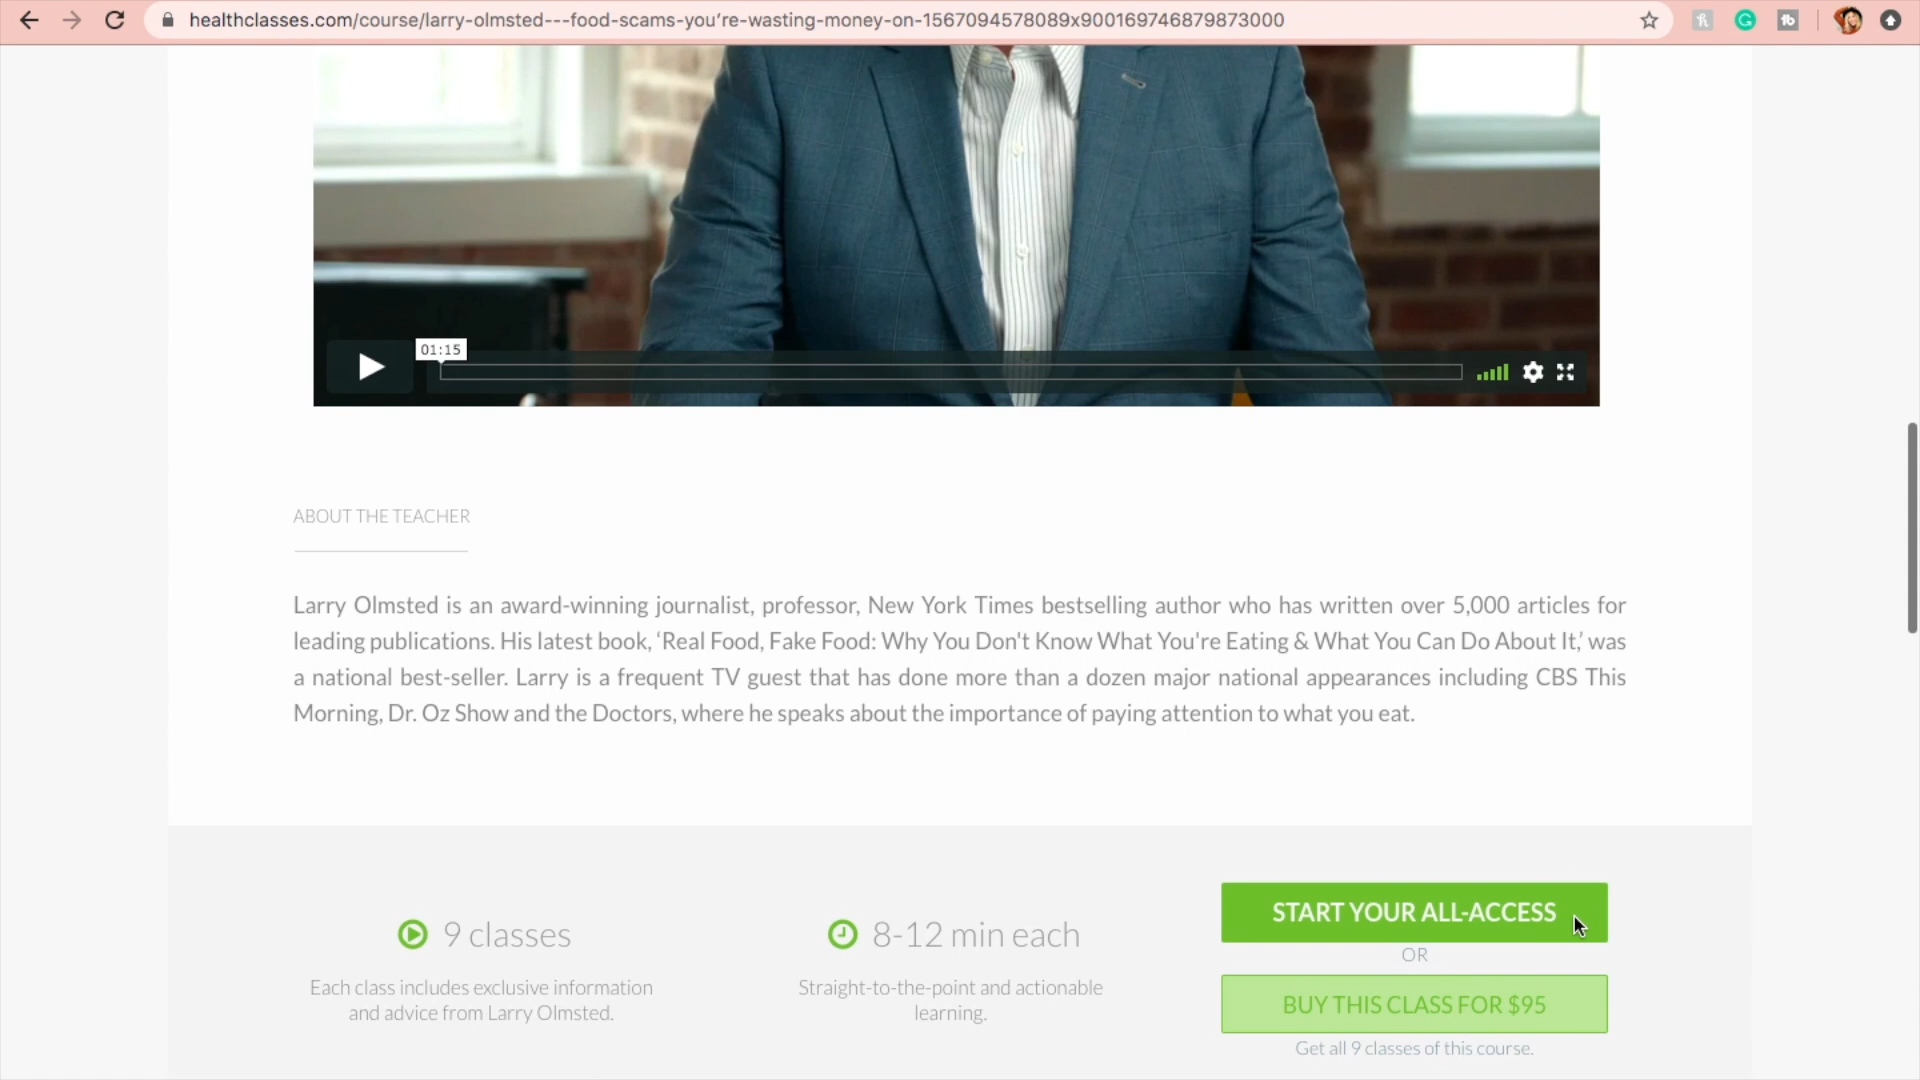 healthclasses.com/course/larry-olmsted---food-scams-you're-wasting-money-on-1567094578089x900169746879873000
01:15
ABOUT THE TEACHER
Larry Olmsted is an award-winning journalist, professor, New York Times bestselling author who has written over 5,000 articles for
leading publications. His latest book, ‘Real Food, Fake Food: Why You Don't Know What You're Eating & What You Can Do About It,’ was
a national best-seller. Larry is a frequent TV guest that has done more than a dozen major national appearances including CBS This
Morning, Dr. Oz Show and the Doctors, where he speaks about the importance of paying attention to what you eat.
9 classes
Each class includes exclusive information
and advice from Larry Olmsted.
8-12 min each
Straight-to-the-point and actionable
learning.
START YOUR ALL-ACCESS
OR
BUY THIS CLASS FOR $95
Get all 9 classes of this course.